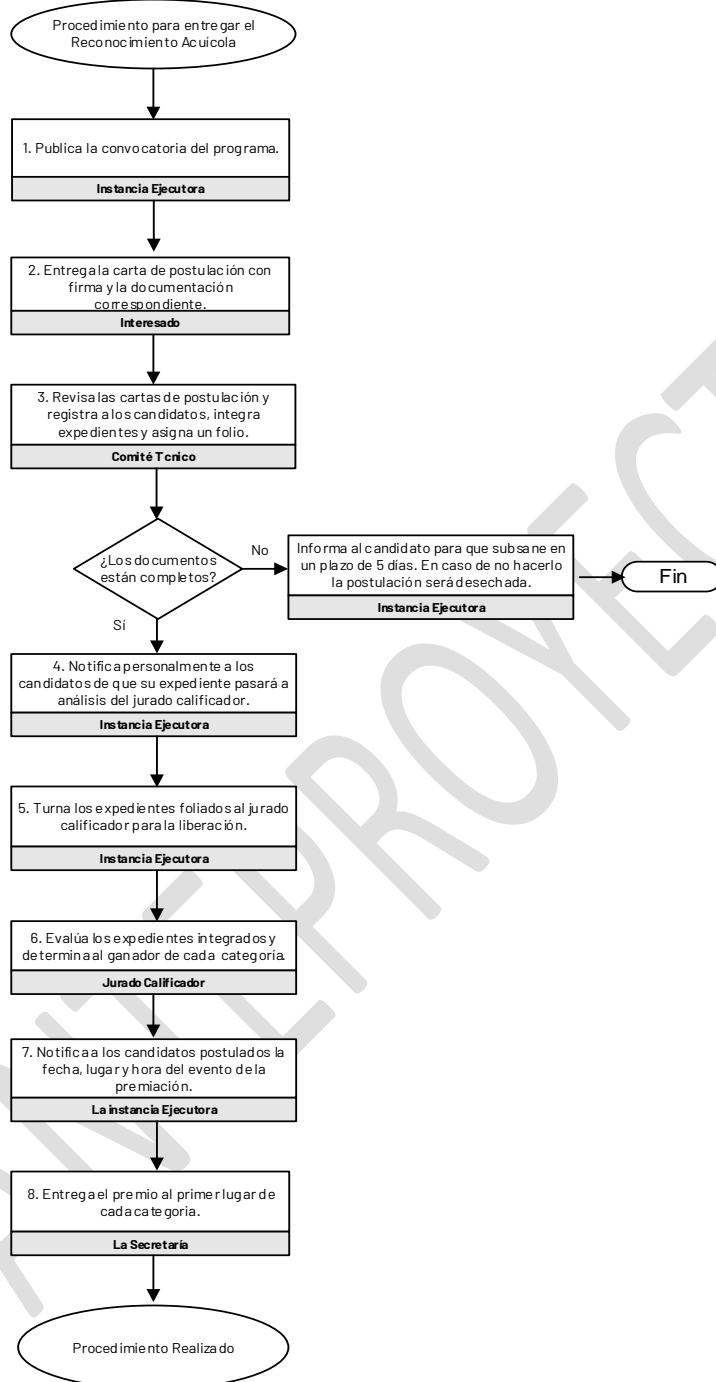 Procedimiento para entregar el
Reconocimiento Acuícola
1. Publica la convocatoria del programa.
Instancia Ejecutora
2. Entrega la carta de postulación con
firma y la documentación
correspondiente.
Interesado
3. Revisa las cartas de postulación y
registra a los candidatos, integra
expedientes y asigna un folio.
Comité Tcnico
¿Los documentos
están completos?
No
Informa al candidato para que subsane en
un plazo de 5 días. En caso de no hacerlo
la postulación será desechada.
Instancia Ejecutora
Fin
Sí
4. Notifica personalmente a los
candidatos de que su expediente pasará a
análisis del jurado calificador.
Instancia Ejecutora
5. Turna los expedientes foliados al jurado
calificador para la liberación.
Instancia Ejecutora
6. Evalúa los expedientes integrados y
determina al ganador de cada categoría.
Jurado Calificador
7. Notifica a los candidatos postulados la
fecha, lugar y hora del evento de la
premiación.
La instancia Ejecutora
8. Entrega el premio al primer lugar de
cada categoria.
La Secretaría
Procedimiento Realizado
ANTEPROYECT